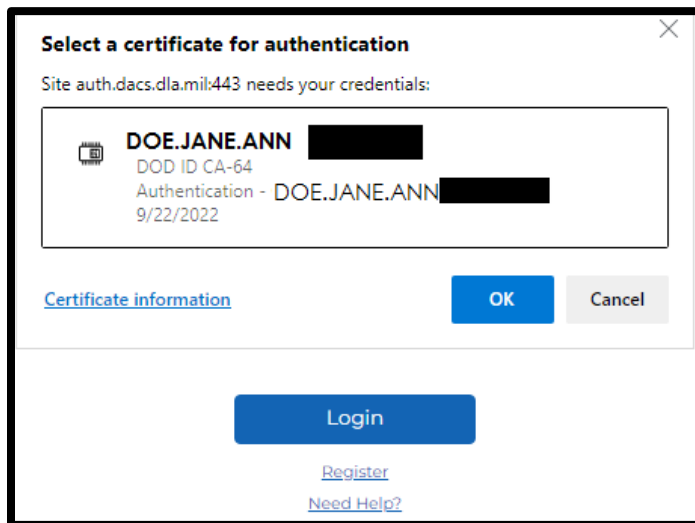 Select a certificate for authentication
Site auth.dacs.dla.mil:443 needs your credentials:
DOE.JANE.ANN
DOD ID CA-64
Authentication - DOE.JANE.ANN
9/22/2022
Certificate information
OK
Cancel
Login
Register
Need Help?